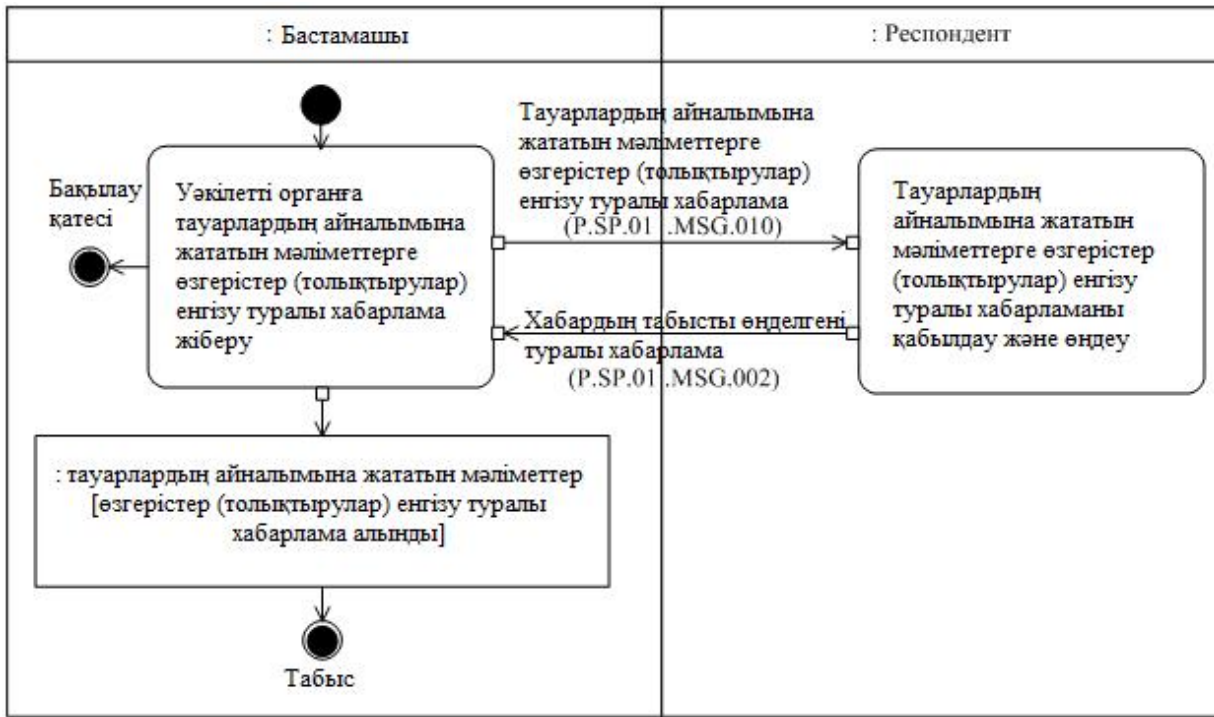 : Бастамашы
: Респондент
Бақылау
қатесі
Уәкілетті органға
тауарлардың айналымына
жататын мәліметтерге
өзгерістер (толықтырулар)
енгізу туралы хабарлама
жіберу
Тауарлардың айналымына
жататын мәліметтерге
өзгерістер (толықтырулар)
енгізу туралы хабарлама
(P.SP.01 .MSG.010)
Хабардың табысты өңделгені
туралы хабарлама
(P.SP.01 .MSG.002)
Тауарлардың
айналымына жататын
мәліметтерге өзгерістер
(толықтырулар) енгізу
туралы хабарламаны
қабылдау және өңдеу
: тауарлардың айналымына жататын мәліметтер
[өзгерістер (толықтырулар) енгізу туралы
хабарлама алынды]
Табыс